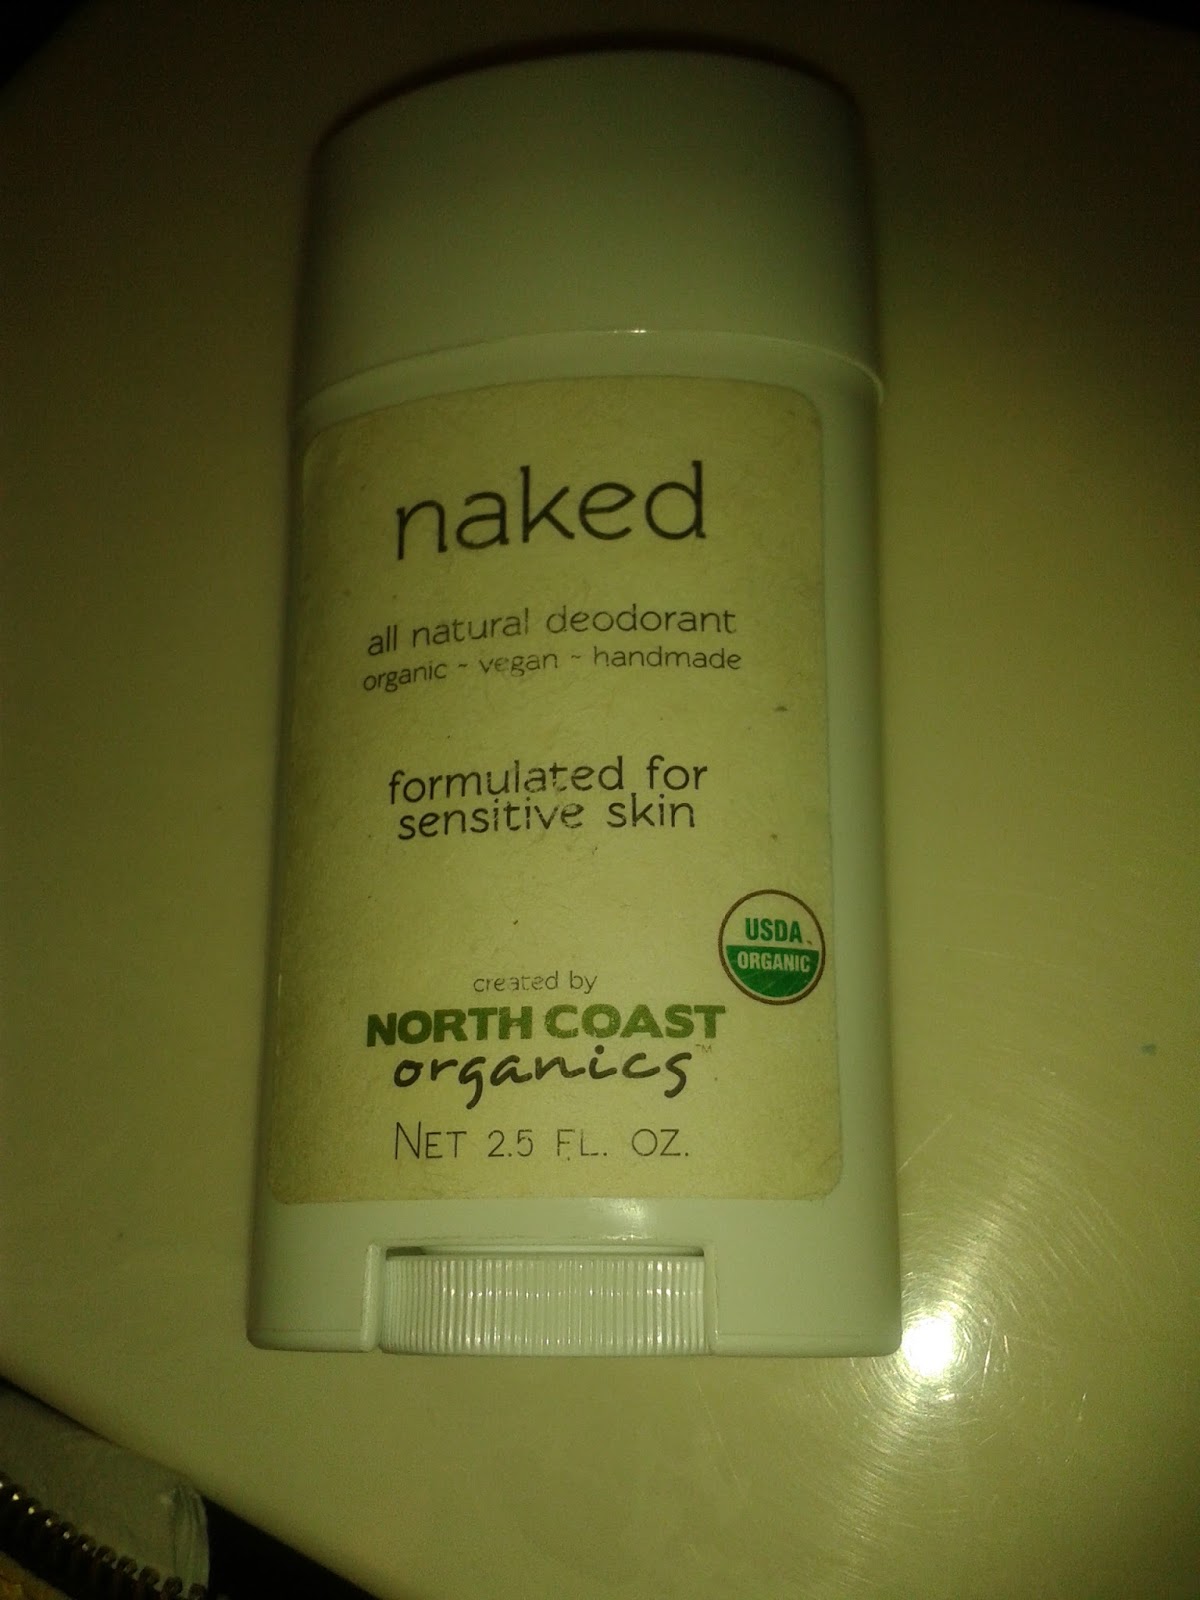 naked
all natural deodorant
organic ~ vegan ~ handmade
formulated for
sensitive skin
USDA
ORGANIC
created by
NORTH COAST
organics™
NET 2.5 FL. OZ.